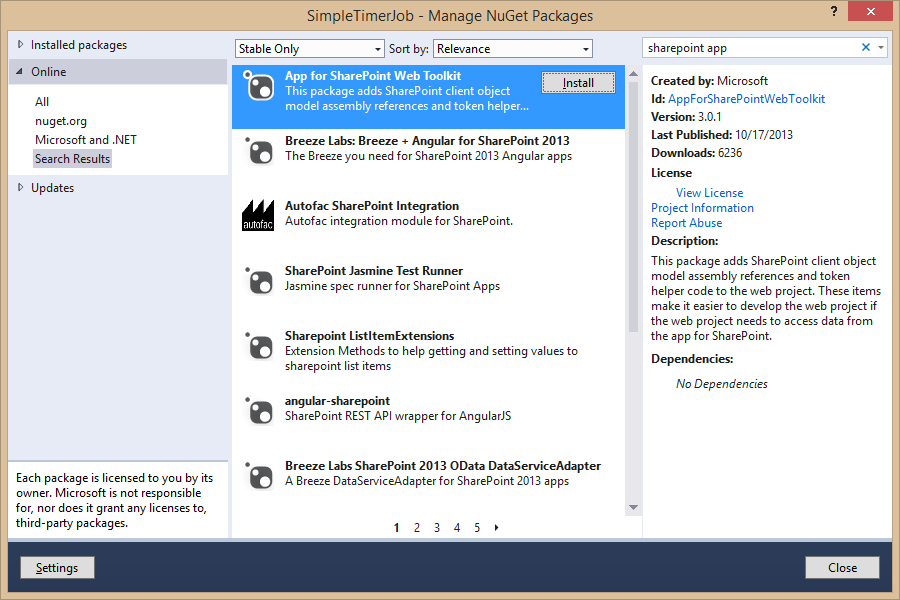 SimpleTimerJob - Manage NuGet Packages
?
Installed packages
Online
All
nuget.org
Microsoft and .NET
Search Results
Updates
Each package is licensed to you by its
owner. Microsoft is not responsible
for, nor does it grant any licenses to,
third-party packages.
Stable Only
Sort by:
Relevance
App for SharePoint Web Toolkit
This package adds SharePoint client object
model assembly references and token helper...
Install
Breeze Labs: Breeze + Angular for SharePoint 2013
The Breeze you need for SharePoint 2013 Angular apps
autofac
Autofac SharePoint Integration
Autofac integration module for SharePoint.
SharePoint Jasmine Test Runner
Jasmine spec runner for SharePoint Apps
Sharepoint ListItemExtensions
Extension Methods to help getting and setting values to
sharepoint list items
angular-sharepoint
SharePoint REST API wrapper for AngularJS
Breeze Labs SharePoint 2013 OData DataServiceAdapter
A Breeze DataServiceAdapter for SharePoint 2013 apps
1 2 3 4 5
sharepoint app
Created by: Microsoft
Id: AppForSharePointWebToolkit
Version: 3.0.1
Last Published: 10/17/2013
Downloads: 6236
License
View License
Project Information
Report Abuse
Description:
This package adds SharePoint client object
model assembly references and token
helper code to the web project. These items
make it easier to develop the web project if
the web project needs to access data from
the app for SharePoint.
Dependencies:
No Dependencies
Settings
Close